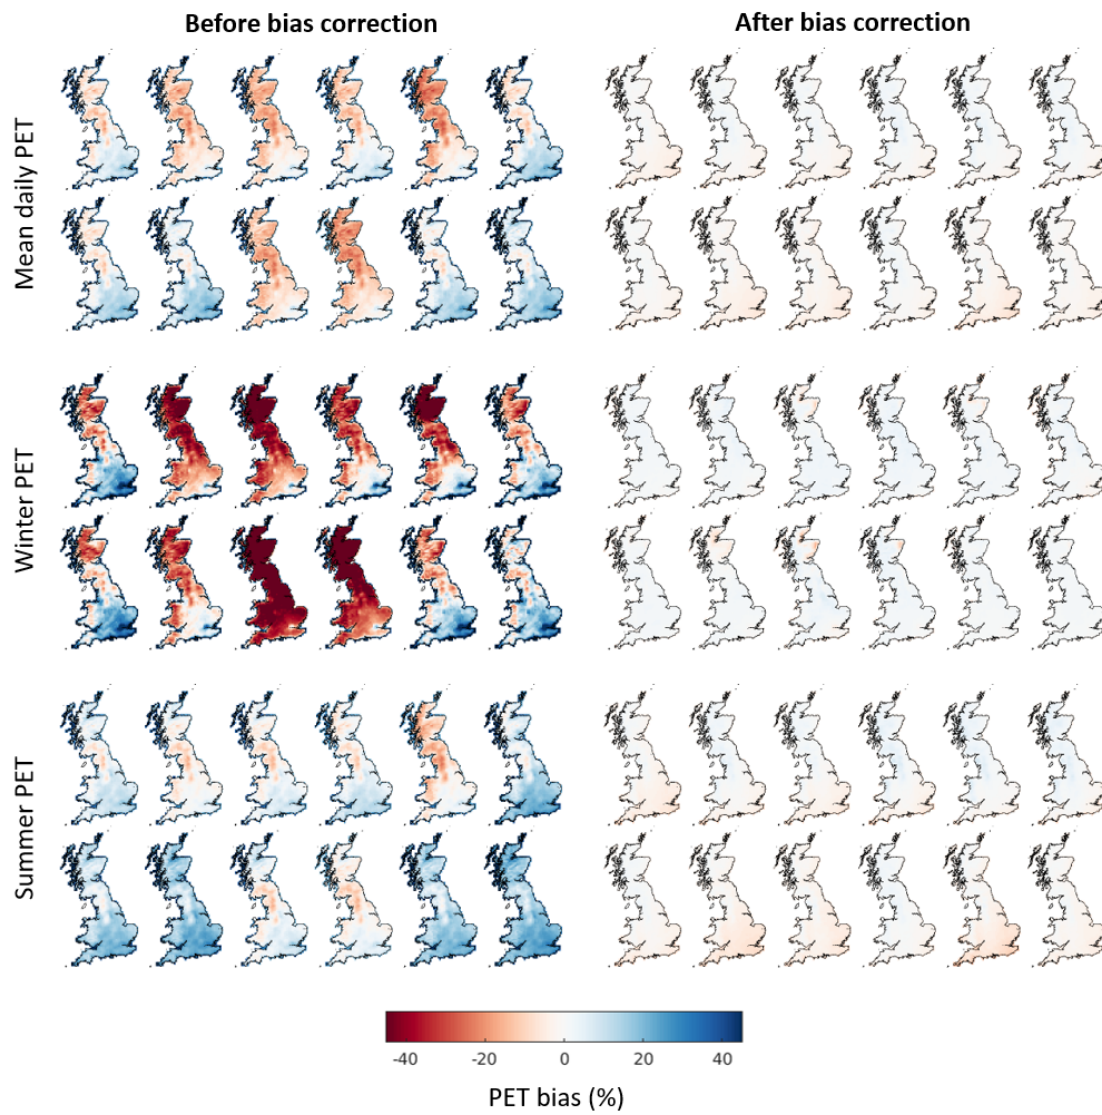 Before bias correction
After bias correction
Mean daily PET
Winter PET
Summer PET
-40 -20 0 20 40
PET bias (%)